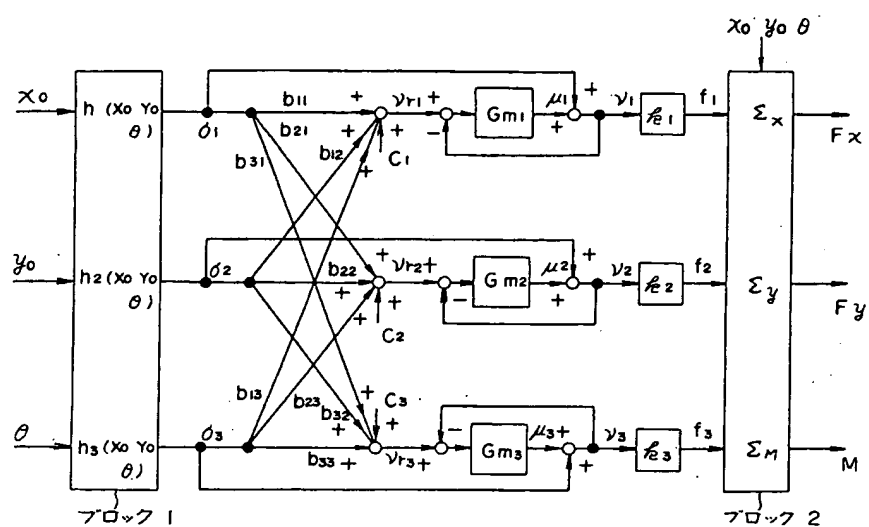 x0 y0 θ
x0
h (x0 Y0
θ)
σ1
b11
b21
b31
b12
+
+
+
+
C1
νr1 +
−
Gm1
μ1
+
+
ν1
k1
f1
Σx
Fx
y0
h2(x0 Y0
θ)
σ2
b22
+
+
+
C2
νr2 +
−
Gm2
μ2
+
+
ν2
k2
f2
Σy
Fy
b13
b23
b32
+
+
C3
+
θ
h3(x0 Y0
θ)
σ3
b33 +
νr3 +
−
Gm3
μ3 +
+
ν3
k3
f3
ΣM
M
ブロック 1
ブロック 2